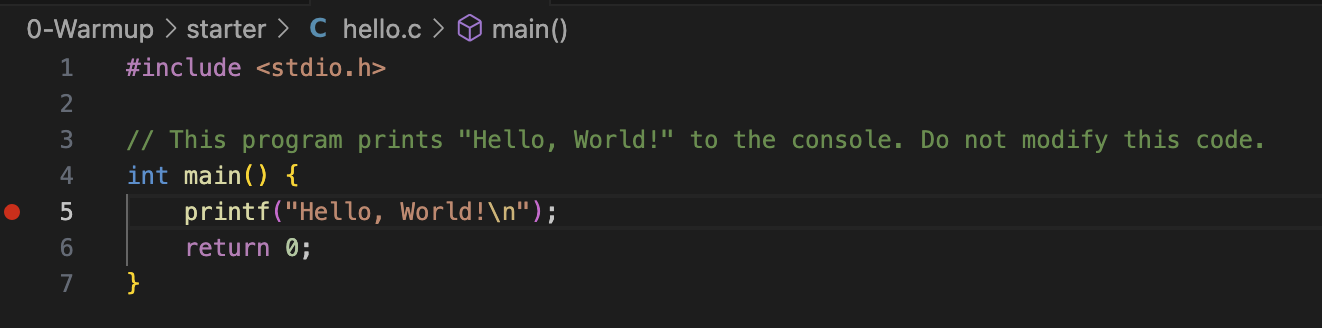 0-Warmup > starter > C hello.c > main()
1 #include <stdio.h>
2
3 // This program prints "Hello, World!" to the console. Do not modify this code.
4 int main() {
5     printf("Hello, World!\n");
6     return 0;
7 }